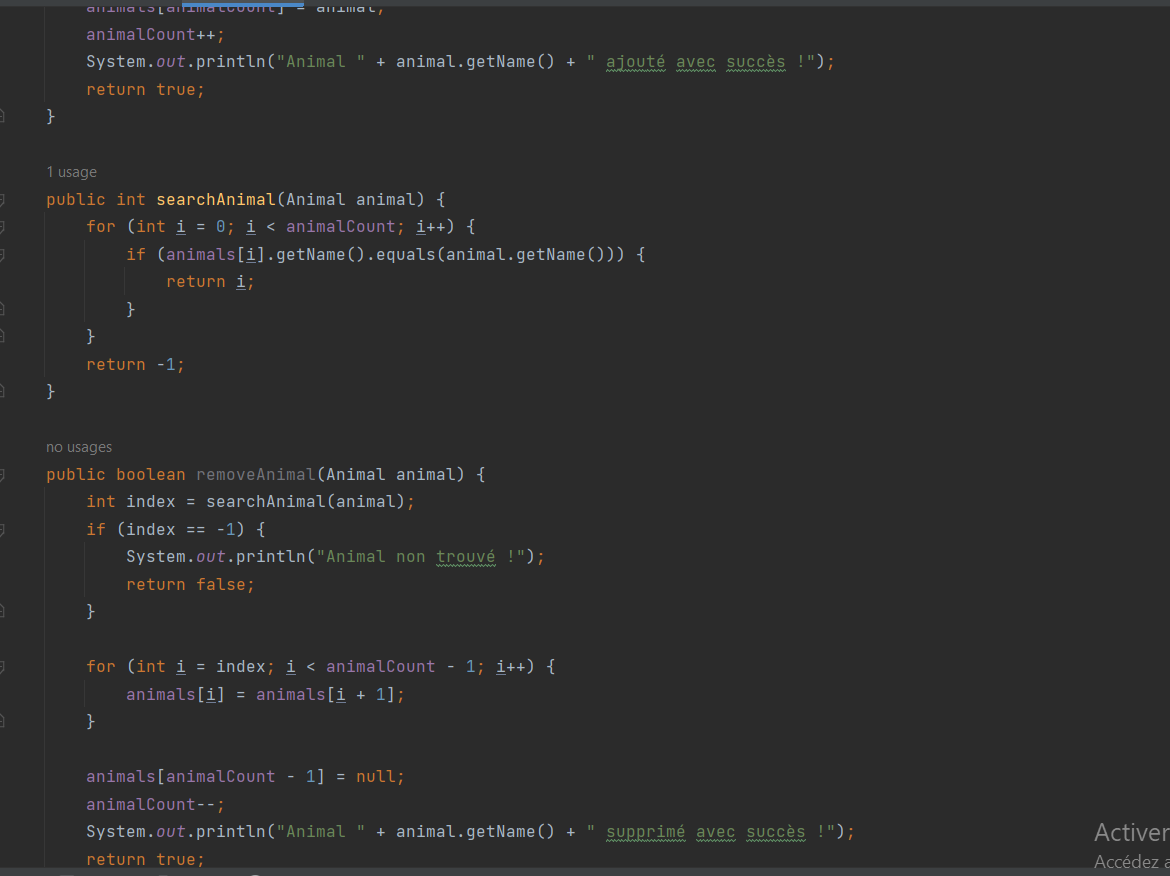 animals[animalCount] = animal;
animalCount++;
System.out.println("Animal " + animal.getName() + " ajouté avec succès !");
return true;
}
1 usage
public int searchAnimal(Animal animal) {
for (int i = 0; i < animalCount; i++) {
if (animals[i].getName().equals(animal.getName())) {
return i;
}
}
return -1;
}
no usages
public boolean removeAnimal(Animal animal) {
int index = searchAnimal(animal);
if (index == -1) {
System.out.println("Animal non trouvé !");
return false;
}
for (int i = index; i < animalCount - 1; i++) {
animals[i] = animals[i + 1];
}
animals[animalCount - 1] = null;
animalCount--;
System.out.println("Animal " + animal.getName() + " supprimé avec succès !");
return true;
Activer
Accédez a